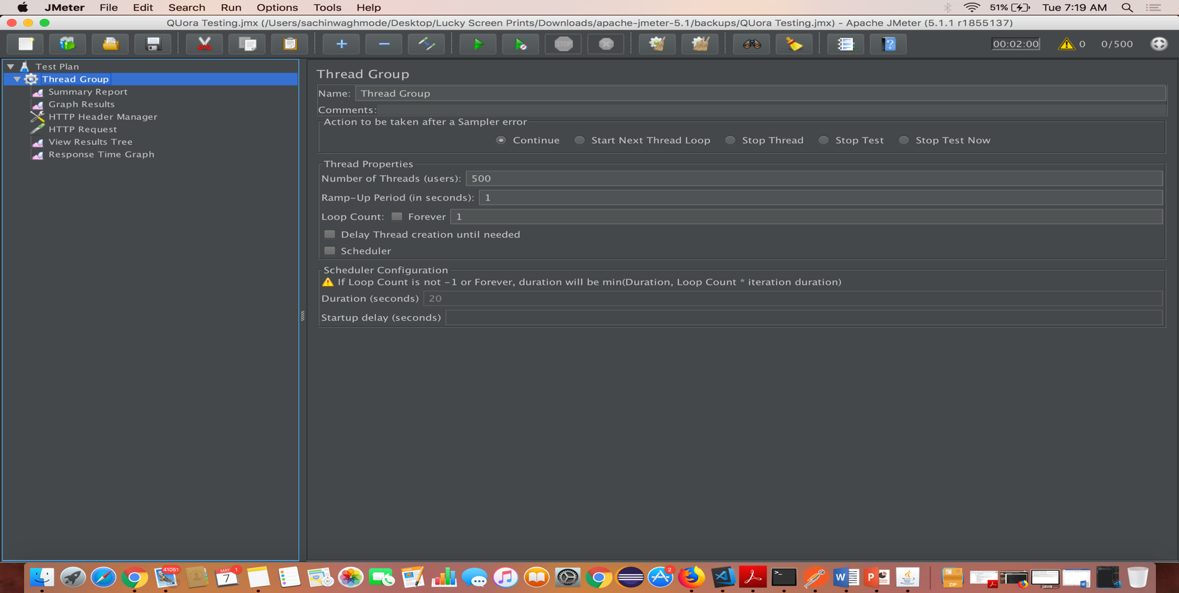 JMeter File Edit Search Run Options Tools Help 51% Tue 7:19 AM
QUora Testing.jmx (/Users/sachinwaghmode/Desktop/Lucky Screen Prints/Downloads/apache-jmeter-5.1/backups/QUora Testing.jmx) - Apache JMeter (5.1.1 r1855137)
00:02:00 0 0/500
Test Plan
Thread Group
Summary Report
Graph Results
HTTP Header Manager
HTTP Request
View Results Tree
Response Time Graph
Thread Group
Name: Thread Group
Comments:
Action to be taken after a Sampler error
Continue Start Next Thread Loop Stop Thread Stop Test Stop Test Now
Thread Properties
Number of Threads (users): 500
Ramp-Up Period (in seconds): 1
Loop Count: Forever 1
Delay Thread creation until needed
Scheduler
Scheduler Configuration
If Loop Count is not -1 or Forever, duration will be min(Duration, Loop Count * iteration duration)
Duration (seconds) 20
Startup delay (seconds)